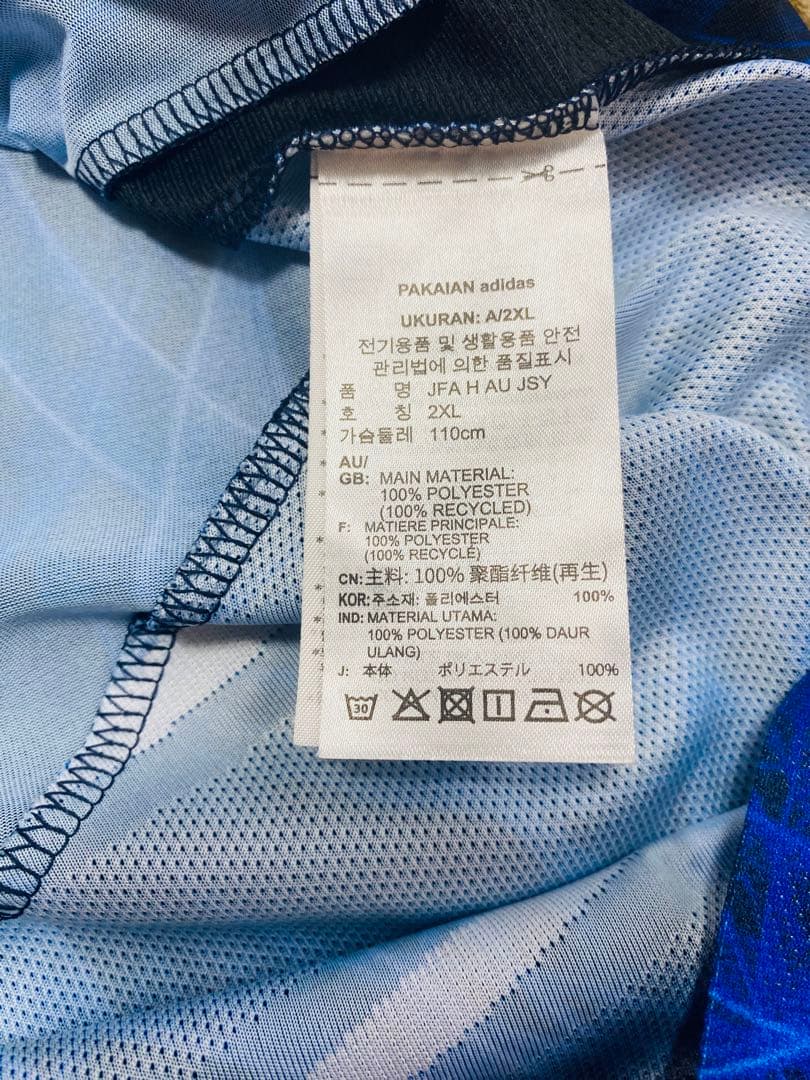 PAKAIAN adidas
UKURAN: A/2XL
전기용품 및 생활용품 안전
관리법에 의한 품질표시
품 명 JFA H AU JSY
호 칭 2XL
가슴둘레 110cm
AU/
GB: MAIN MATERIAL:
100% POLYESTER
(100% RECYCLED)
F: MATIERE PRINCIPALE:
100% POLYESTER
(100% RECYCLÉ)
CN: 主料: 100% 聚酯纤维(再生)
KOR: 주소재: 폴리에스터 100%
IND: MATERIAL UTAMA:
100% POLYESTER (100% DAUR
ULANG)
J: 本体 ポリエステル 100%
30